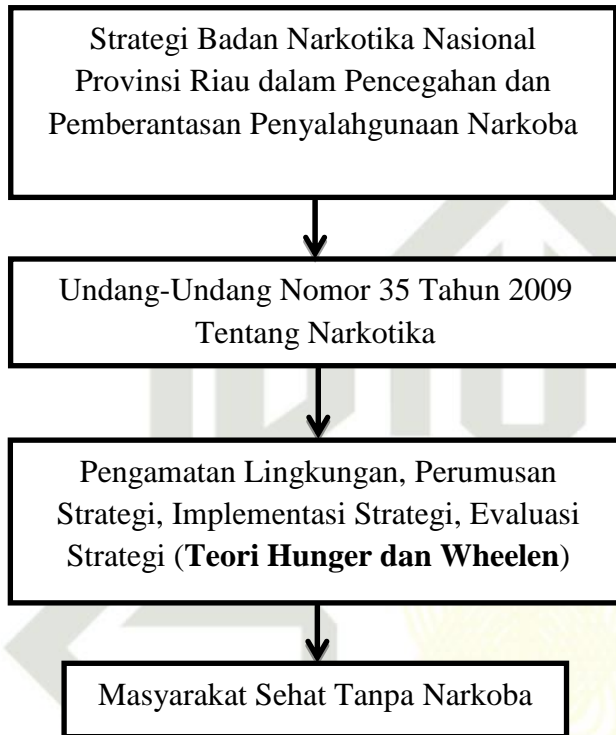 Strategi Badan Narkotika Nasional
Provinsi Riau dalam Pencegahan dan
Pemberantasan Penyalahgunaan Narkoba
Undang-Undang Nomor 35 Tahun 2009
Tentang Narkotika
Pengamatan Lingkungan, Perumusan
Strategi, Implementasi Strategi, Evaluasi
Strategi (Teori Hunger dan Wheelen)
Masyarakat Sehat Tanpa Narkoba